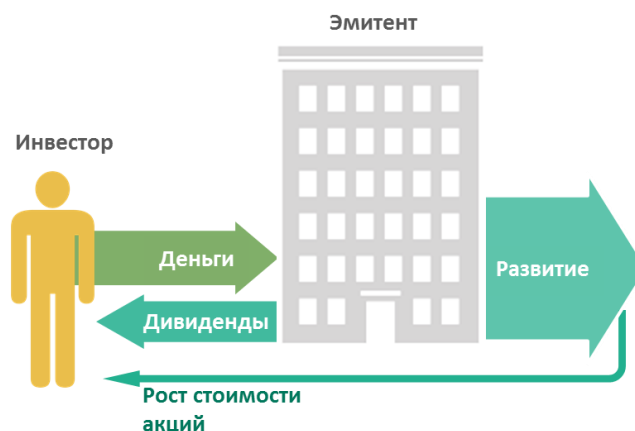 Эмитент
Инвестор
Деньги
Развитие
Дивиденды
Рост стоимости
акций